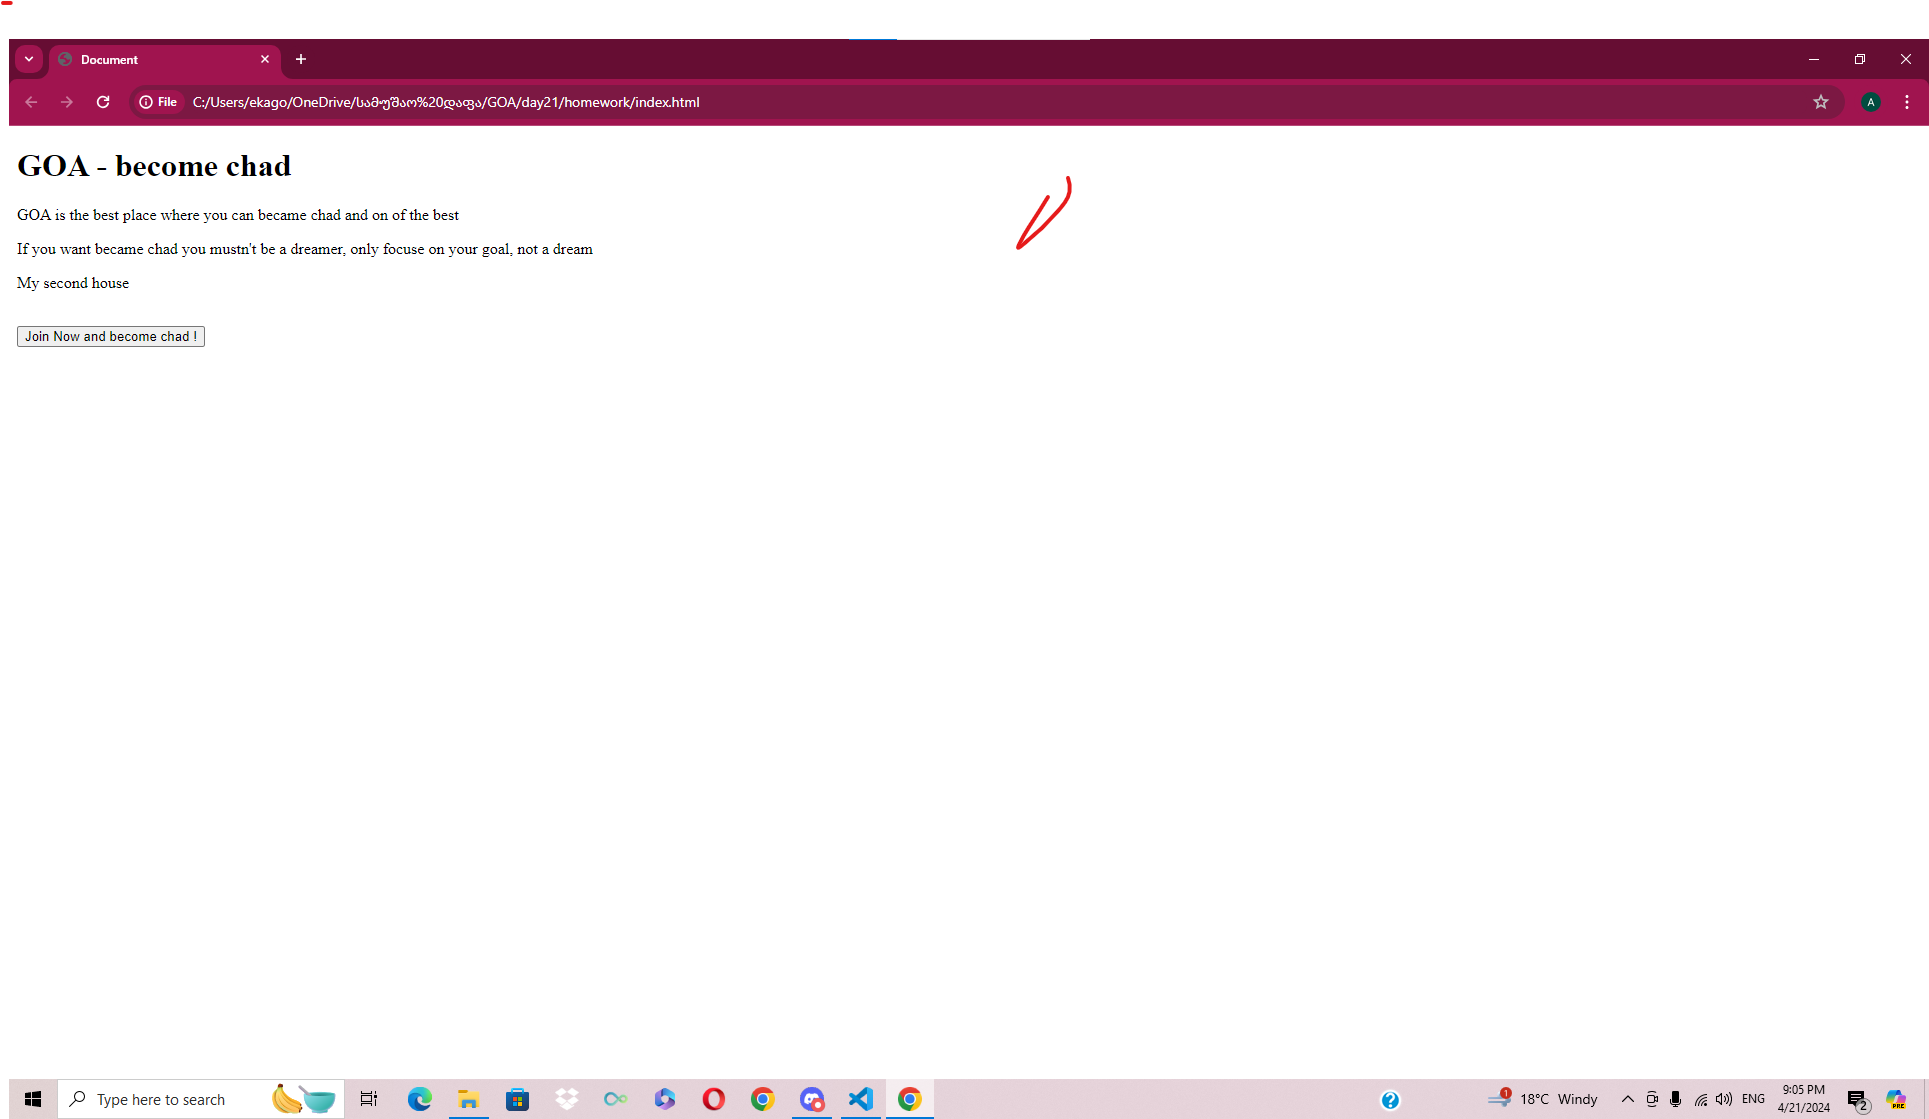 Document
File C:/Users/ekago/OneDrive/სამუშაო%20დაფა/GOA/day21/homework/index.html
A
GOA - become chad
GOA is the best place where you can became chad and on of the best
If you want became chad you mustn't be a dreamer, only focuse on your goal, not a dream
My second house
Join Now and become chad !
Type here to search
1
18°C Windy
ENG
9:05 PM
4/21/2024
2
PRE